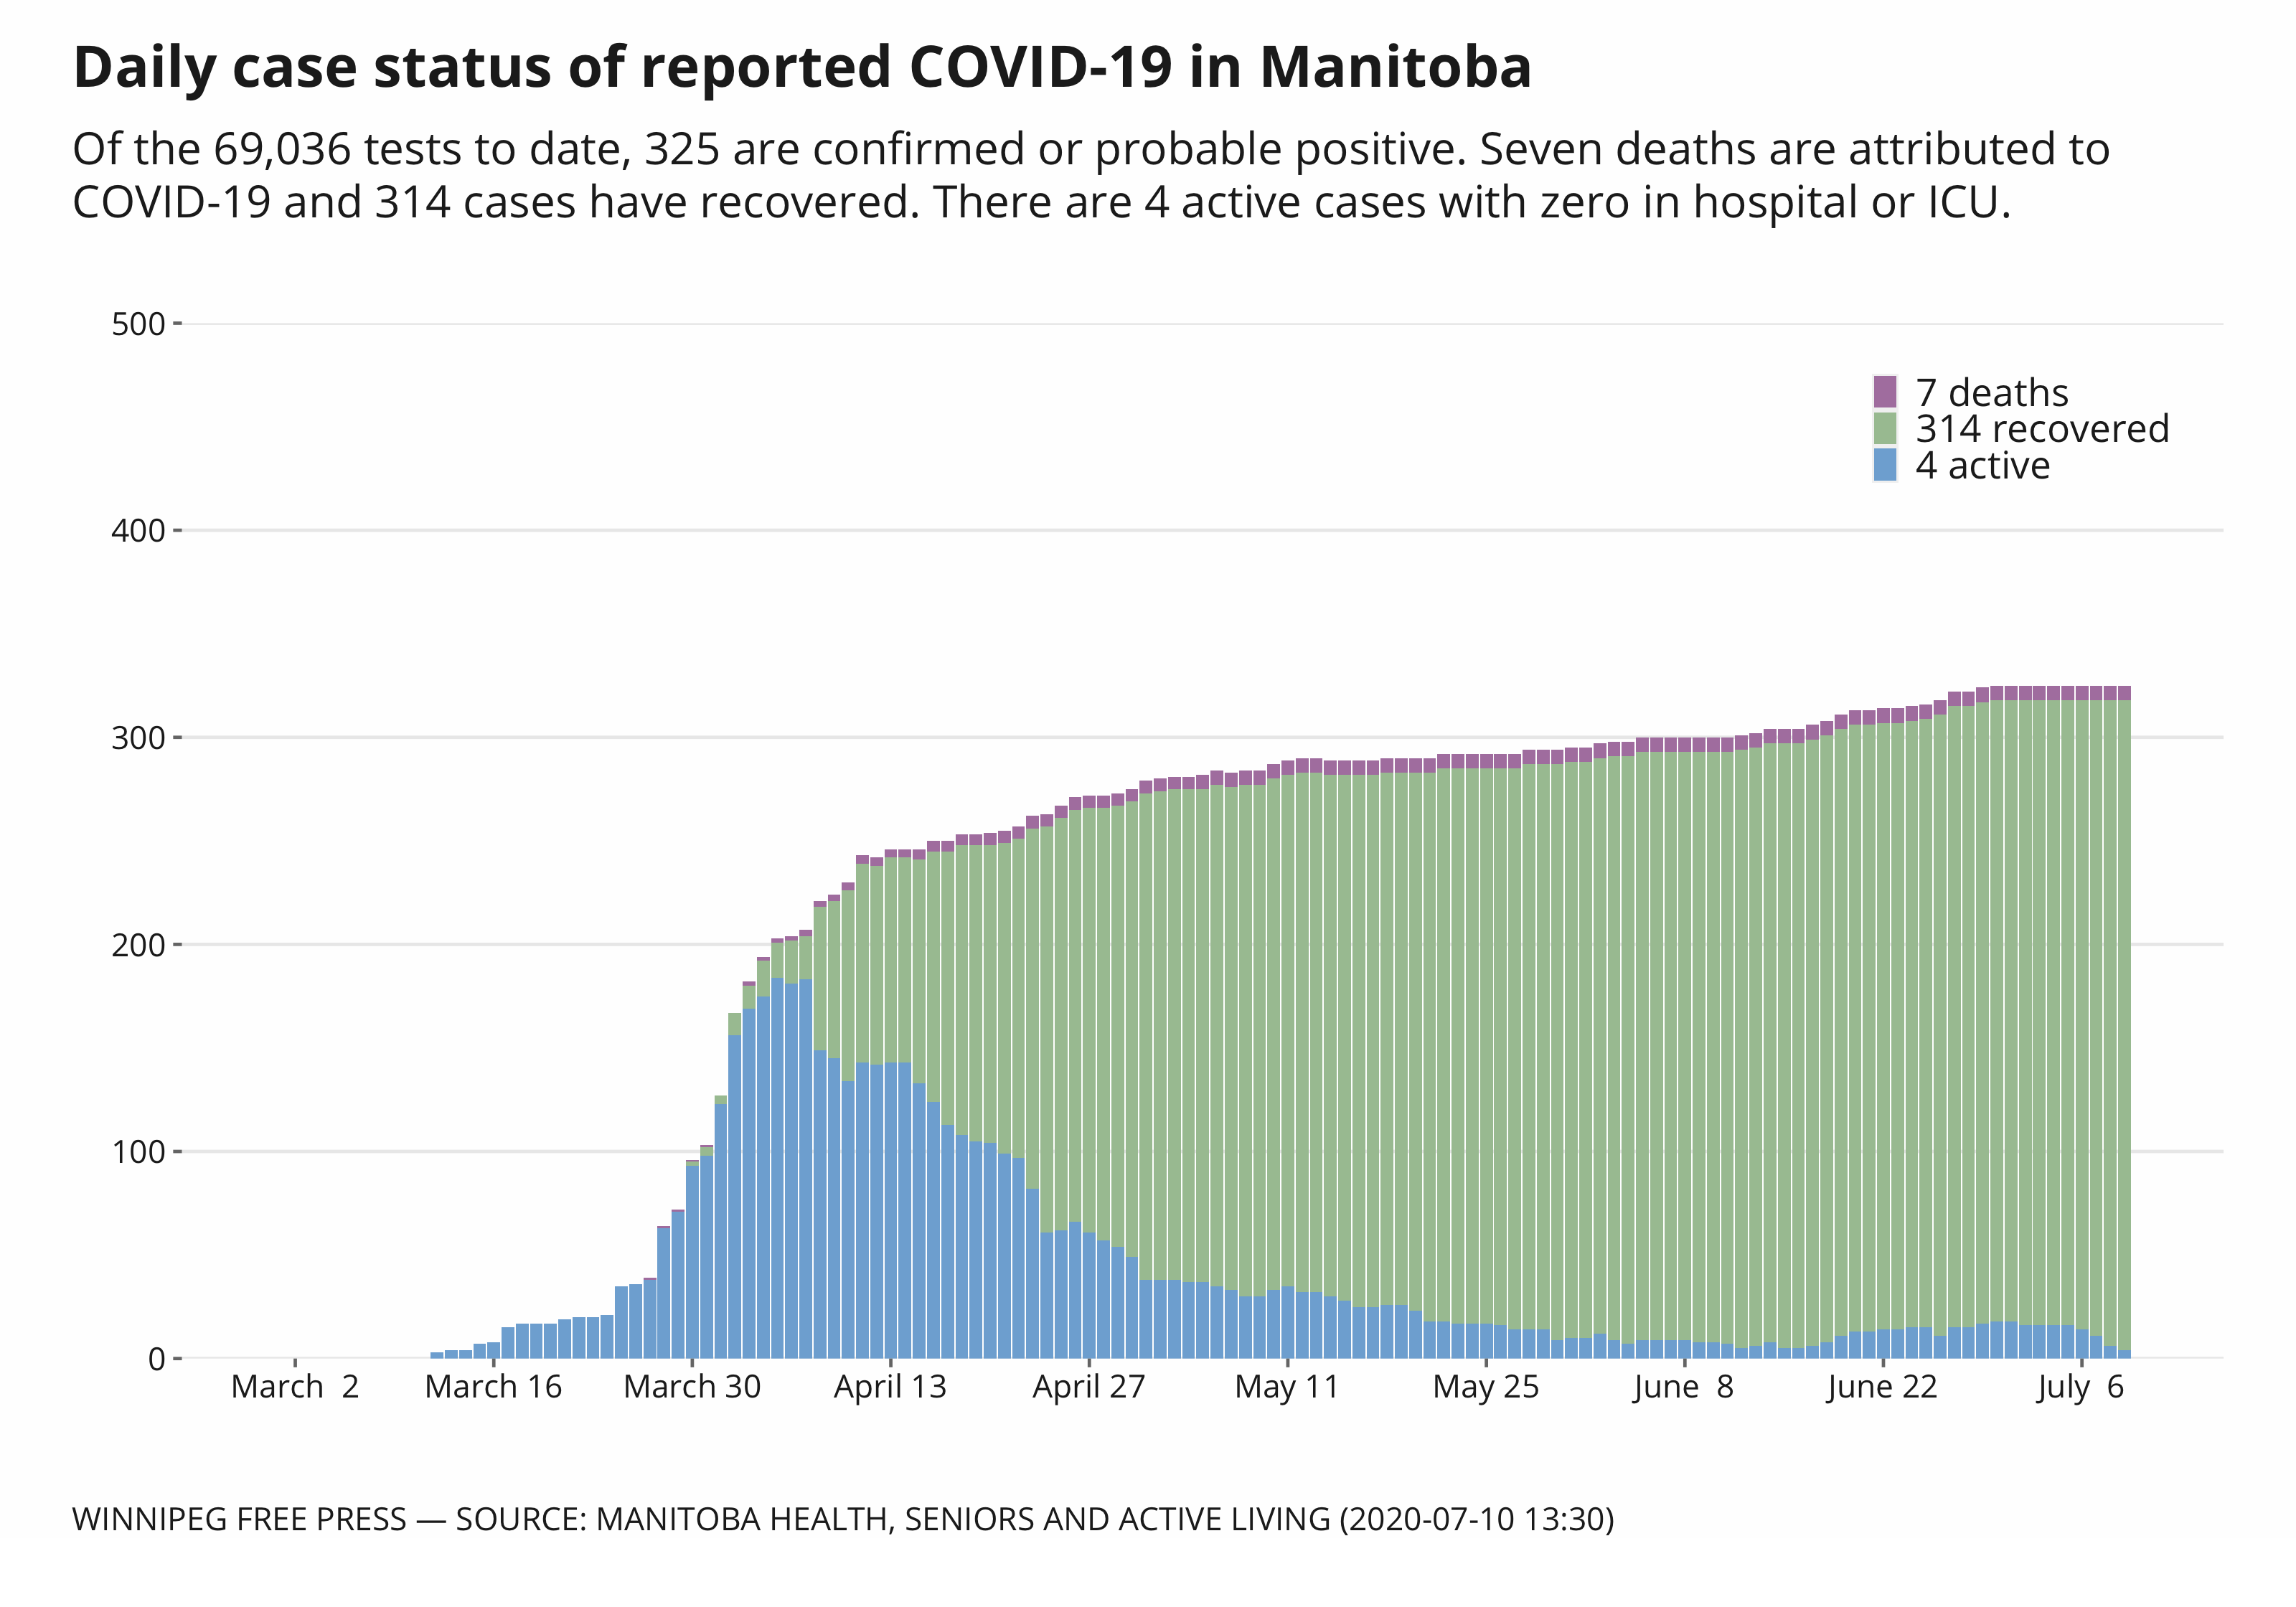 Daily case status of reported COVID-19 in Manitoba
Of the 69,036 tests to date, 325 are confirmed or probable positive. Seven deaths are attributed to
COVID-19 and 314 cases have recovered. There are 4 active cases with zero in hospital or ICU.
500
7 deaths
314 recovered
4 active
400
300
200
100
0
March 2 March 16 March 30 April 13 April 27 May 11 May 25 June 8 June 22 July 6
WINNIPEG FREE PRESS — SOURCE: MANITOBA HEALTH, SENIORS AND ACTIVE LIVING (2020-07-10 13:30)